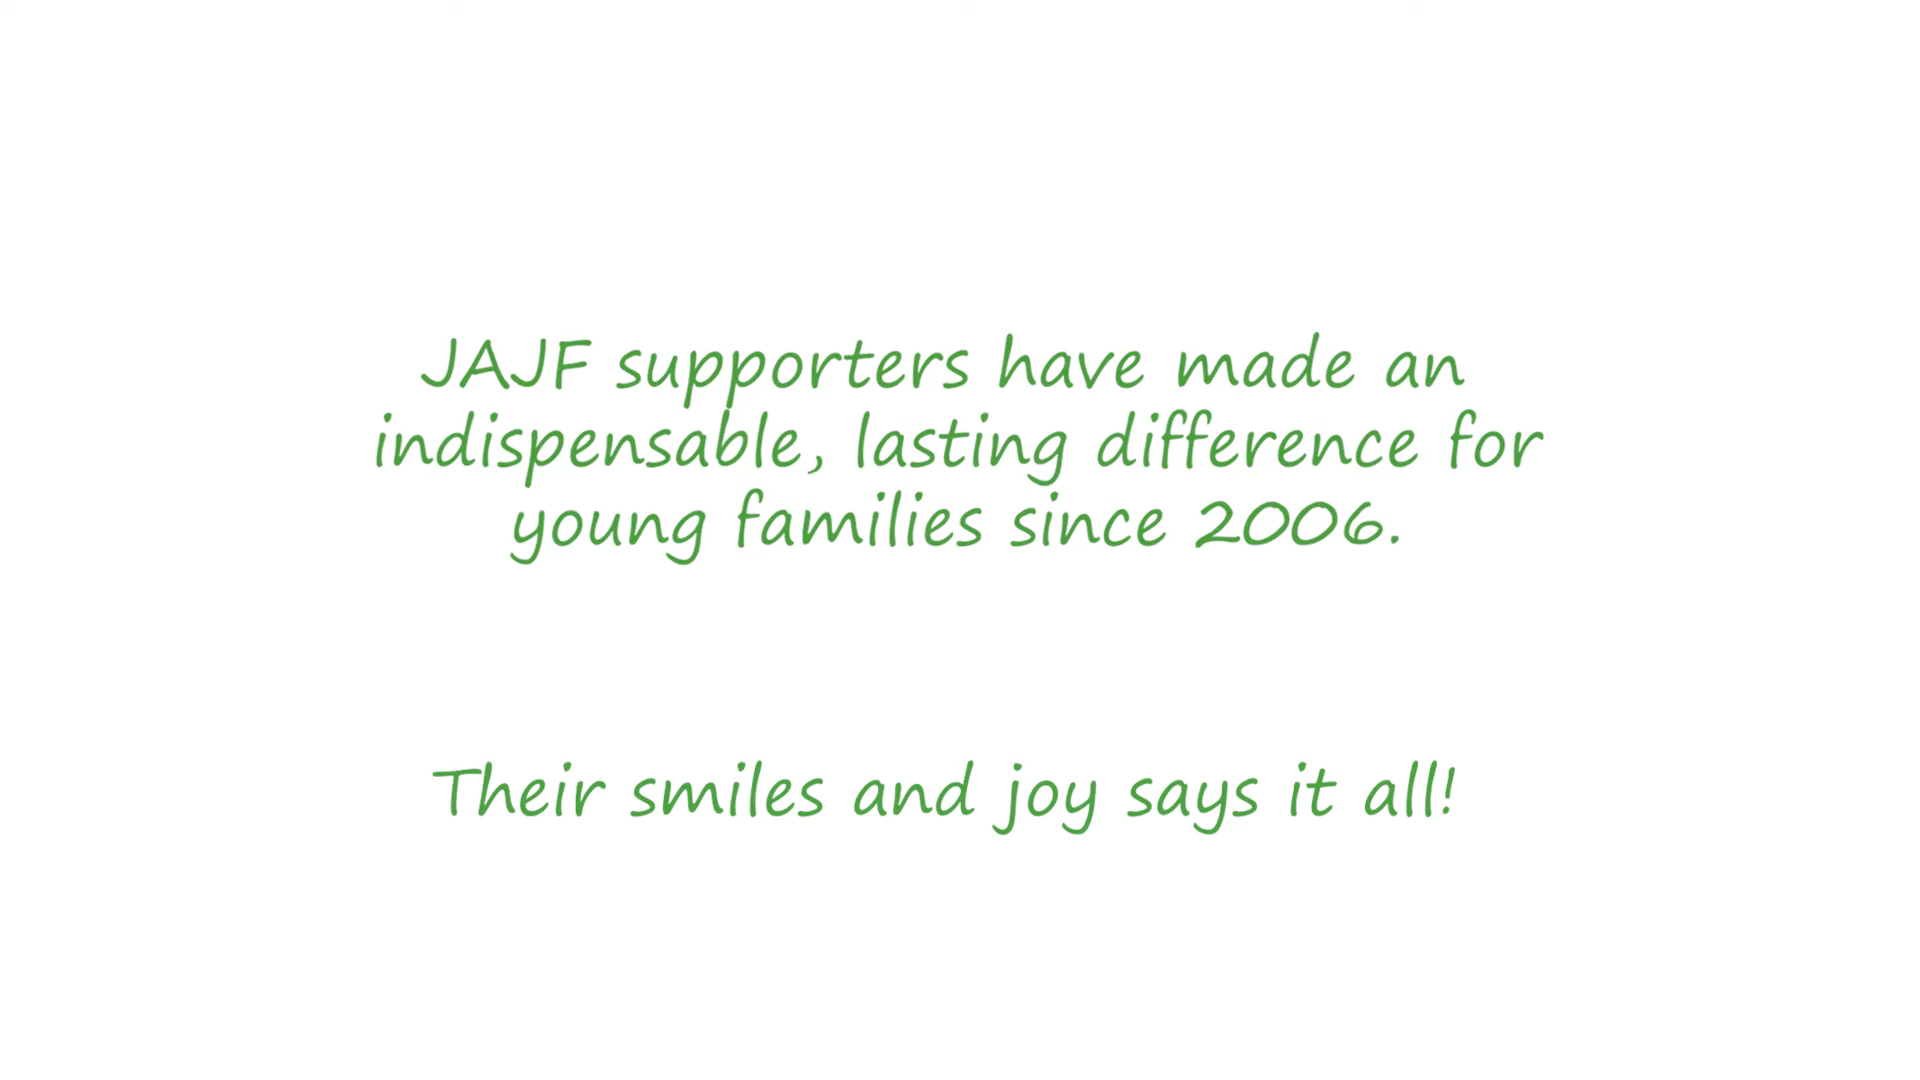 JAJF supporters have made an
indispensable, lasting difference for
young families since 2006.
Their smiles and joy says it all!